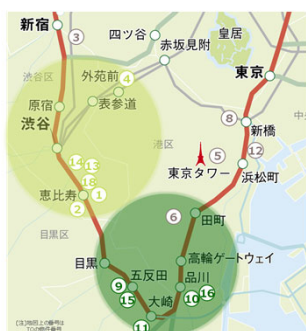 新宿
3
四ツ谷
皇居
赤坂見附
渋谷区
外苑前
4
東京
原宿
表参道
渋谷
港区
8
新橋
14
13
18
5
12
恵比寿
1
東京タワー
浜松町
2
6
田町
目黒区
目黒
高輪ゲートウェイ
五反田
品川
9
15
大崎
10
16
11